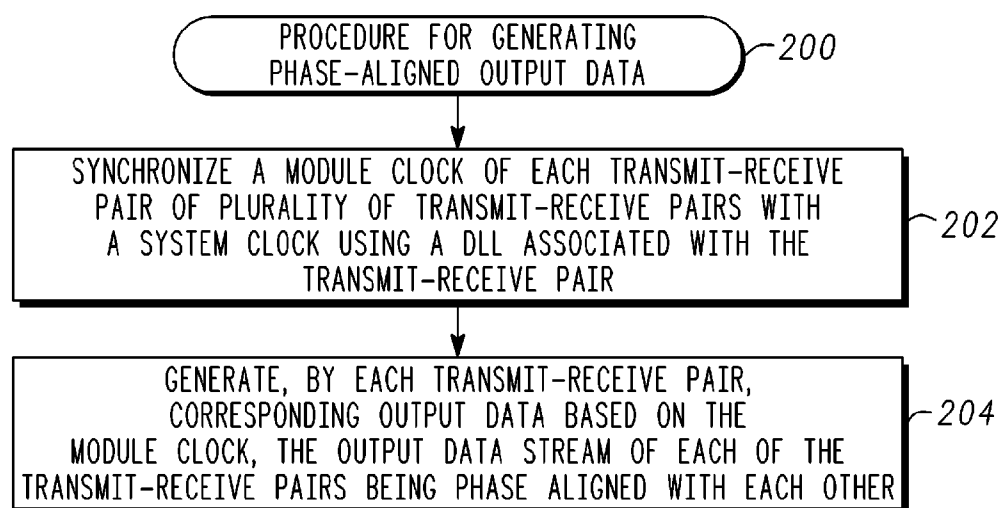 PROCEDURE FOR GENERATING
PHASE-ALIGNED OUTPUT DATA
200
SYNCHRONIZE A MODULE CLOCK OF EACH TRANSMIT-RECEIVE
PAIR OF PLURALITY OF TRANSMIT-RECEIVE PAIRS WITH
A SYSTEM CLOCK USING A DLL ASSOCIATED WITH THE
TRANSMIT-RECEIVE PAIR
202
GENERATE, BY EACH TRANSMIT-RECEIVE PAIR,
CORRESPONDING OUTPUT DATA BASED ON THE
MODULE CLOCK, THE OUTPUT DATA STREAM OF EACH OF THE
TRANSMIT-RECEIVE PAIRS BEING PHASE ALIGNED WITH EACH OTHER
204